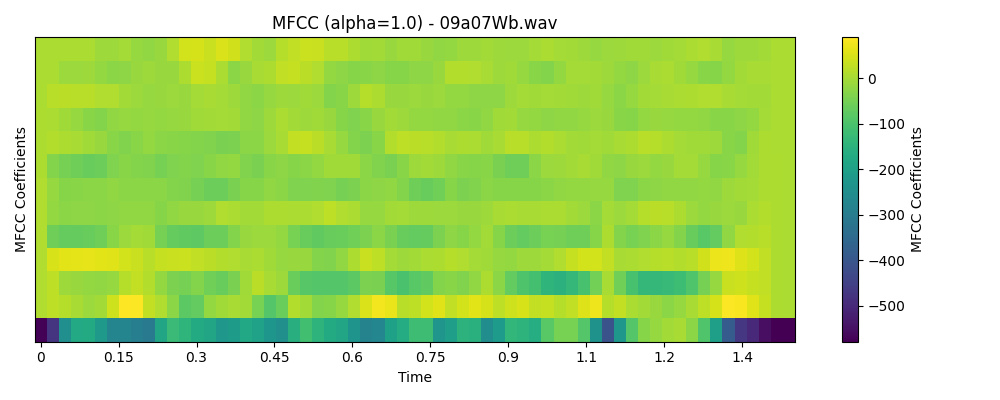 MFCC (alpha=1.0) - 09a07Wb.wav
MFCC Coefficients
0
−100
−200
−300
−400
−500
MFCC Coefficients
0 0.15 0.3 0.45 0.6 0.75 0.9 1.1 1.2 1.4
Time